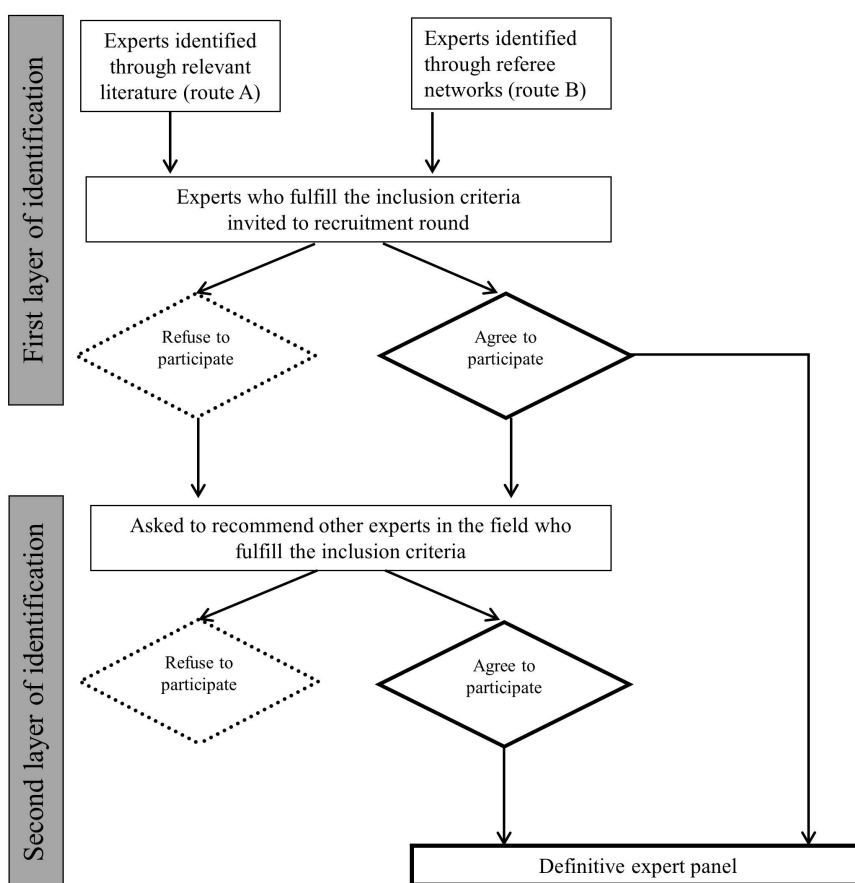 First layer of identification
Experts identified
through relevant
literature (route A)
Experts identified
through referee
networks (route B)
Experts who fulfill the inclusion criteria
invited to recruitment round
Refuse to
participate
Agree to
participate
Second layer of identification
Asked to recommend other experts in the field who
fulfill the inclusion criteria
Refuse to
participate
Agree to
participate
Definitive expert panel